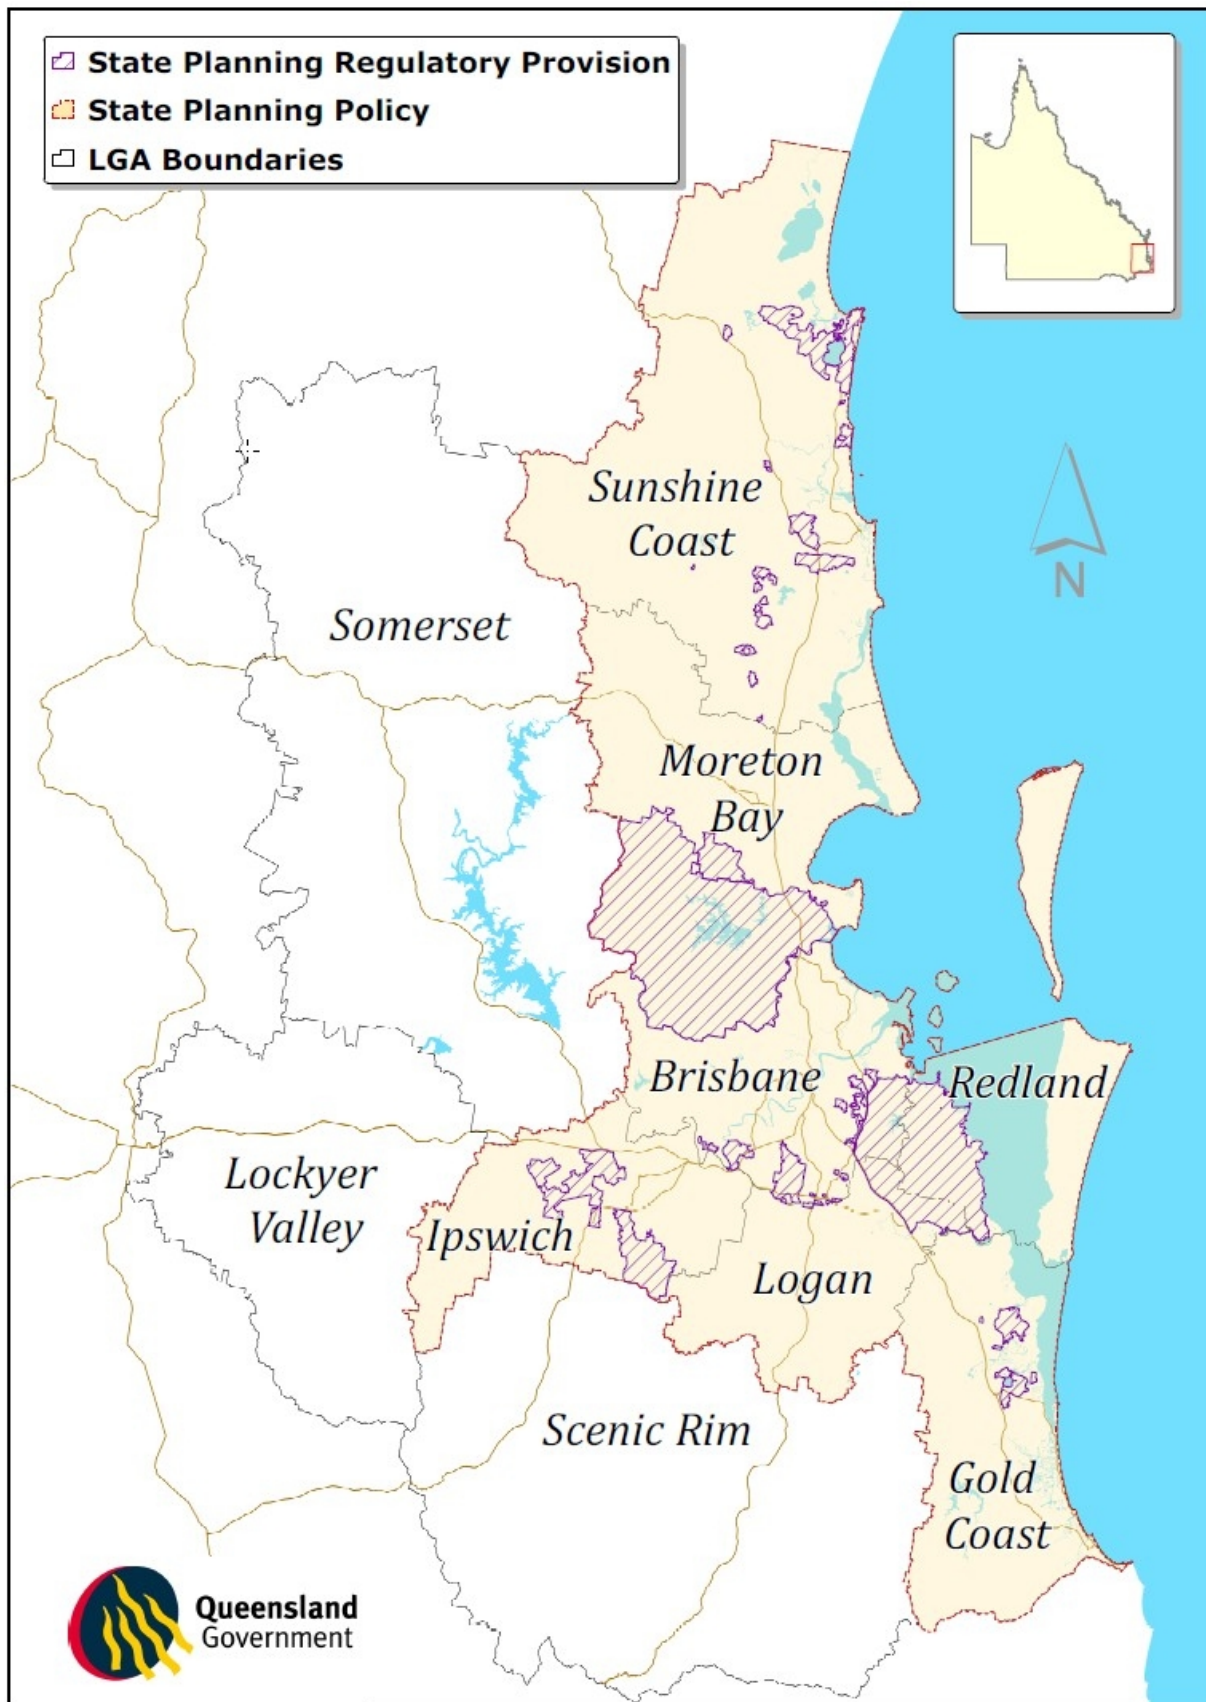 State Planning Regulatory Provision
State Planning Policy
LGA Boundaries
Sunshine
Coast
N
Somerset
Moreton
Bay
Brisbane
Redland
Lockyer
Valley
Ipswich
Logan
Scenic Rim
Gold
Coast
Queensland
Government